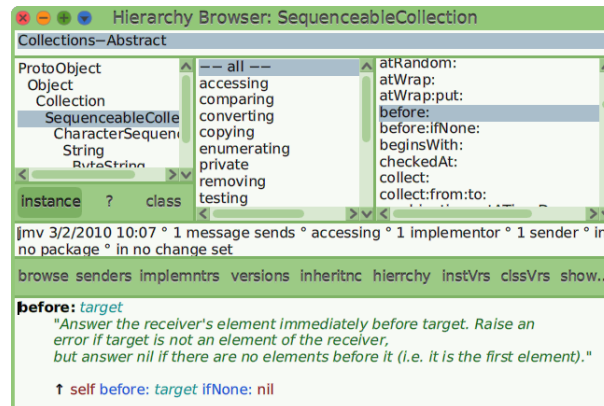 Hierarchy Browser: SequenceableCollection
Collections-Abstract
ProtoObject
Object
Collection
SequenceableColle
CharacterSequen
String
ByteString
instance ? class
-- all --
accessing
comparing
converting
copying
enumerating
private
removing
testing
atRandom:
atWrap:
atWrap:put:
before:
before:ifNone:
beginsWith:
checkedAt:
collect:
collect:from:to:
jmv 3/2/2010 10:07 ° 1 message sends ° accessing ° 1 implementor ° 1 sender ° in
no package ° in no change set
browse senders implemntrs versions inheritnc hierrchy instVrs clssVrs show..
before: target
"Answer the receiver's element immediately before target. Raise an
error if target is not an element of the receiver,
but answer nil if there are no elements before it (i.e. it is the first element)."
↑ self before: target ifNone: nil